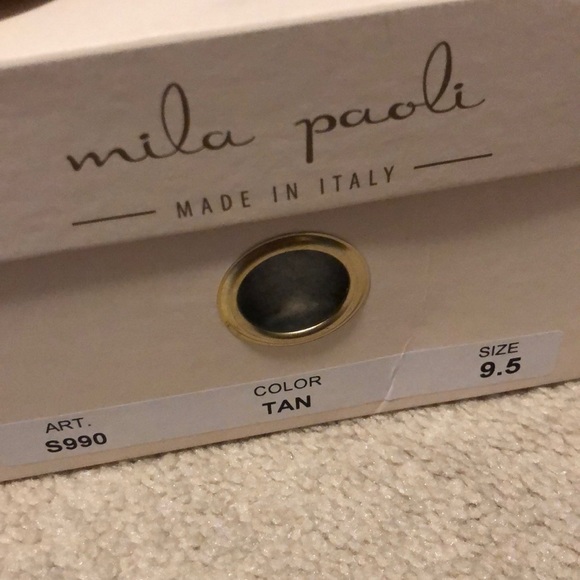 mila paoli
MADE IN ITALY
ART. COLOR SIZE
S990 TAN 9.5